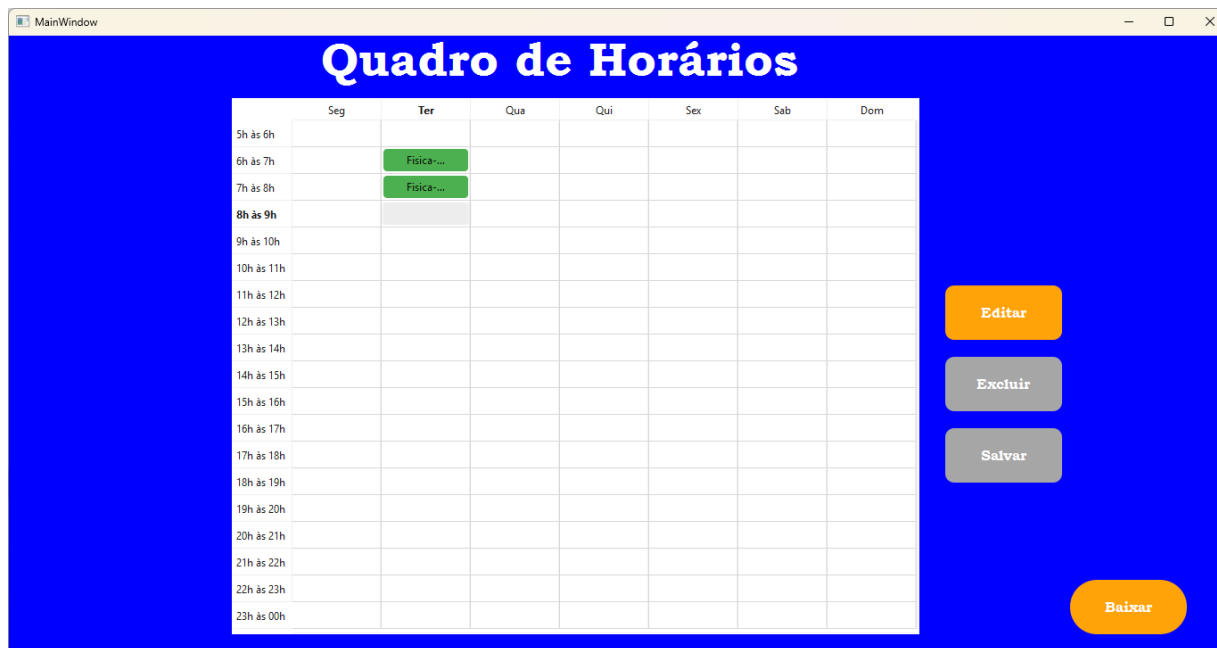 MainWindow
Quadro de Horários
Seg Ter Qua Qui Sex Sab Dom
5h às 6h
6h às 7h Fisica-...
7h às 8h Fisica-...
8h às 9h
9h às 10h
10h às 11h
11h às 12h
12h às 13h
13h às 14h
14h às 15h
15h às 16h
16h às 17h
17h às 18h
18h às 19h
19h às 20h
20h às 21h
21h às 22h
22h às 23h
23h às 00h
Editar
Excluir
Salvar
Baixar